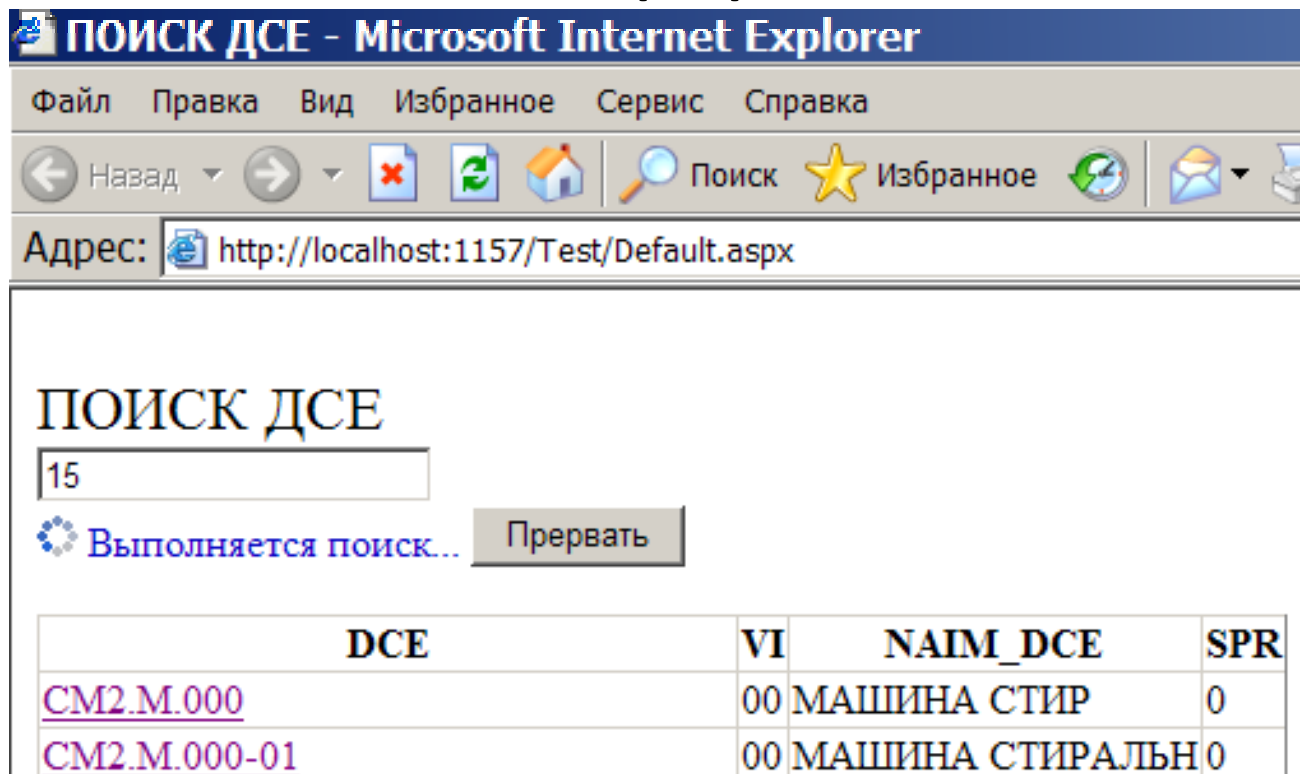 ПОИСК ДСЕ - Microsoft Internet Explorer
Файл Правка Вид Избранное Сервис Справка
Назад Поиск Избранное
Адрес: http://localhost:1157/Test/Default.aspx
ПОИСК ДСЕ
15
Выполняется поиск... Прервать
DCE VI NAIM_DCE SPR
СМ2.М.000 00 МАШИНА СТИР 0
СМ2.М.000-01 00 МАШИНА СТИРАЛЬН 0